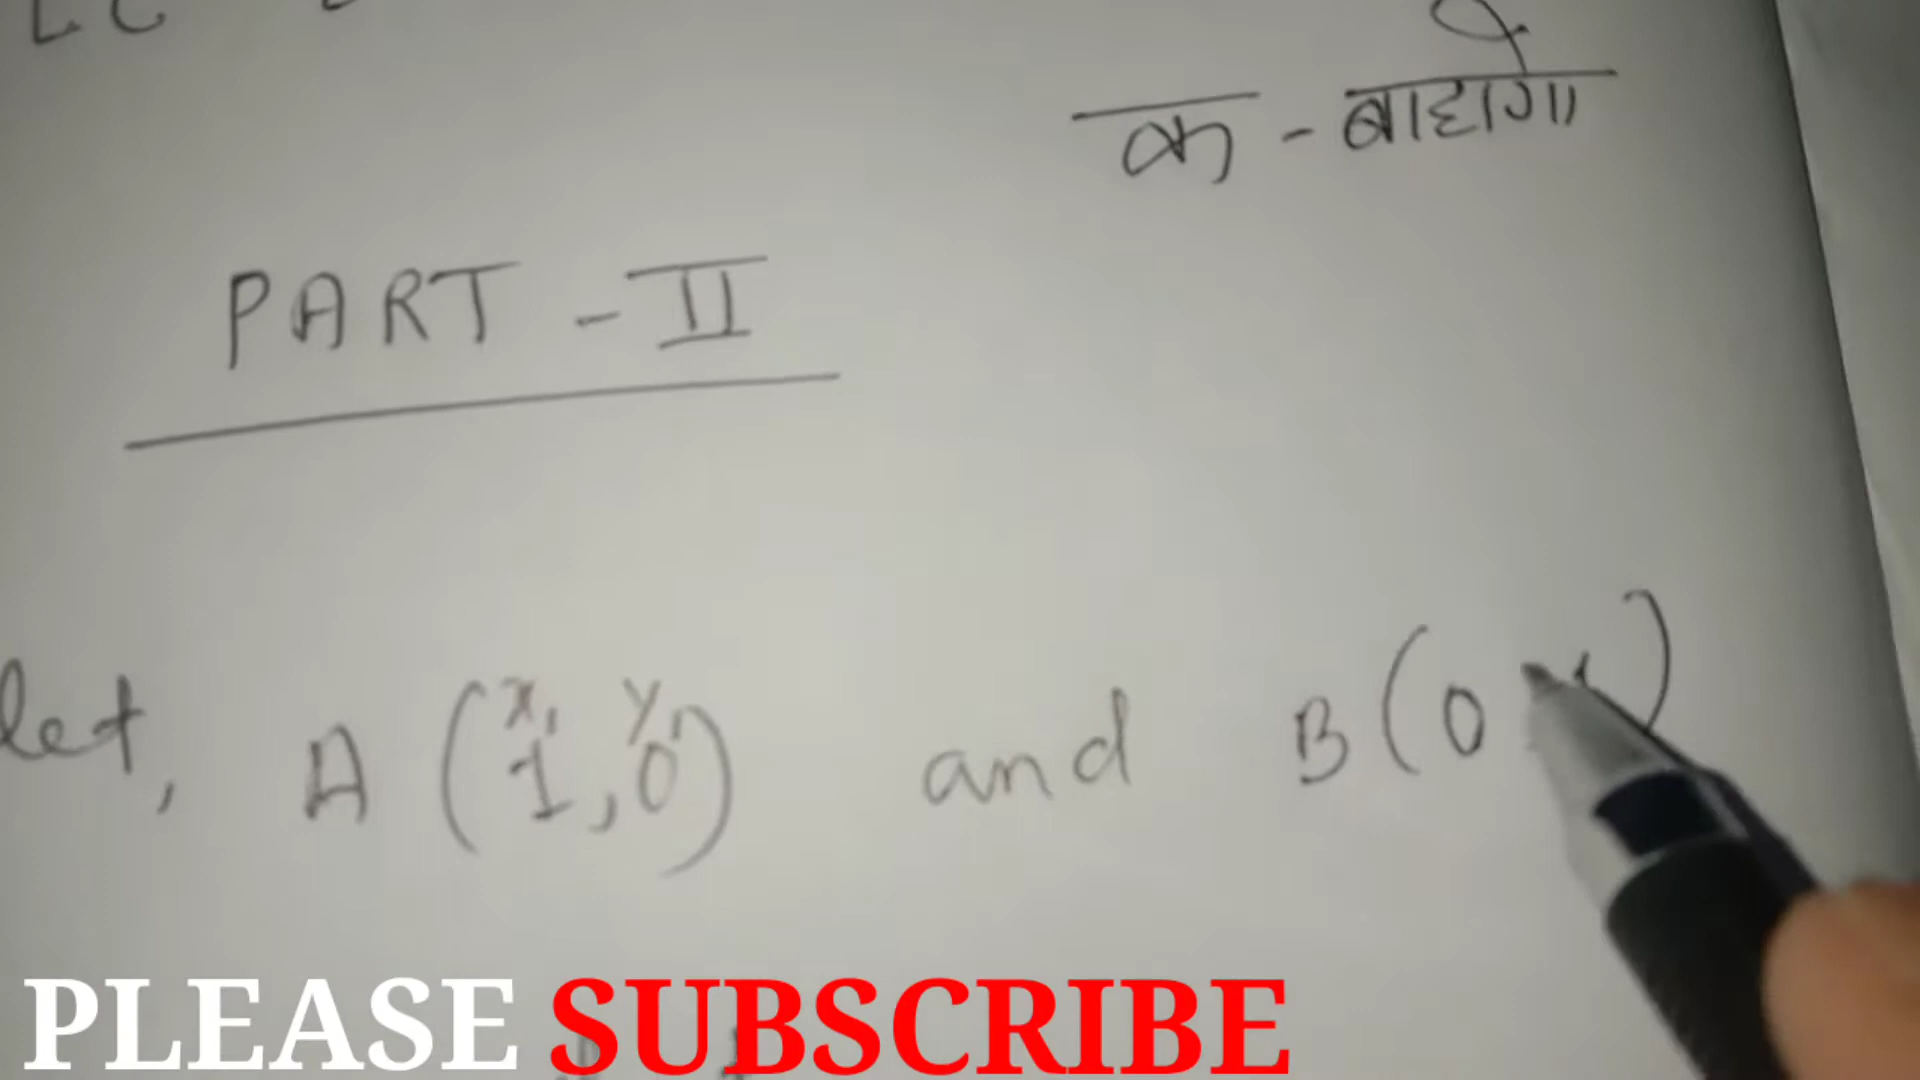 क - बाहागो
PART - II
let, A (1, 0) and B (0
x₁ y₁
PLEASE SUBSCRIBE